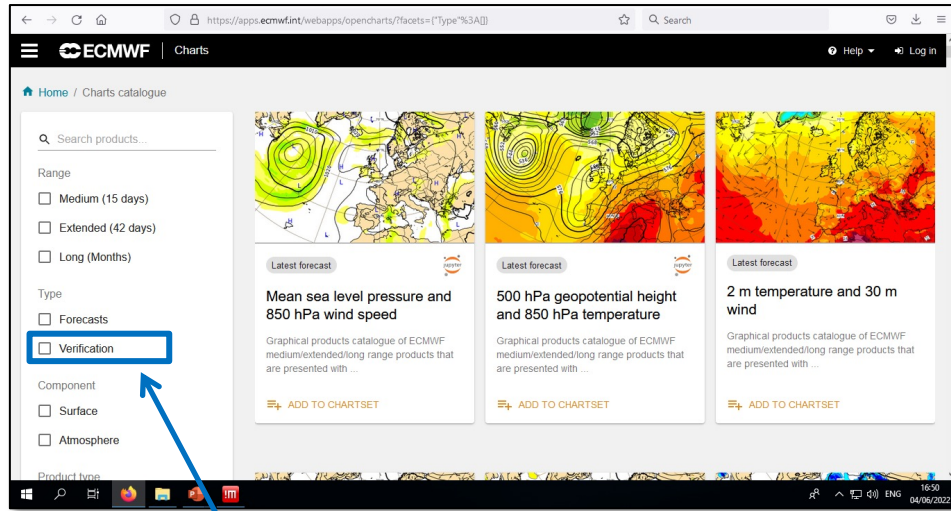 https://apps.ecmwf.int/webapps/opencharts/?facets={"Type"%3A[]}
Search
ECMWF
Charts
Help
Log in
Home / Charts catalogue
Search products...
Range
Medium (15 days)
Extended (42 days)
Long (Months)
Type
Forecasts
Verification
Component
Surface
Atmosphere
Product type
Latest forecast
jupyter
Mean sea level pressure and
850 hPa wind speed
Graphical products catalogue of ECMWF
medium/extended/long range products that
are presented with ...
ADD TO CHARTSET
Latest forecast
jupyter
500 hPa geopotential height
and 850 hPa temperature
Graphical products catalogue of ECMWF
medium/extended/long range products that
are presented with ...
ADD TO CHARTSET
Latest forecast
2 m temperature and 30 m
wind
Graphical products catalogue of ECMWF
medium/extended/long range products that
are presented with ...
ADD TO CHARTSET
ENG
16:50
04/06/2022